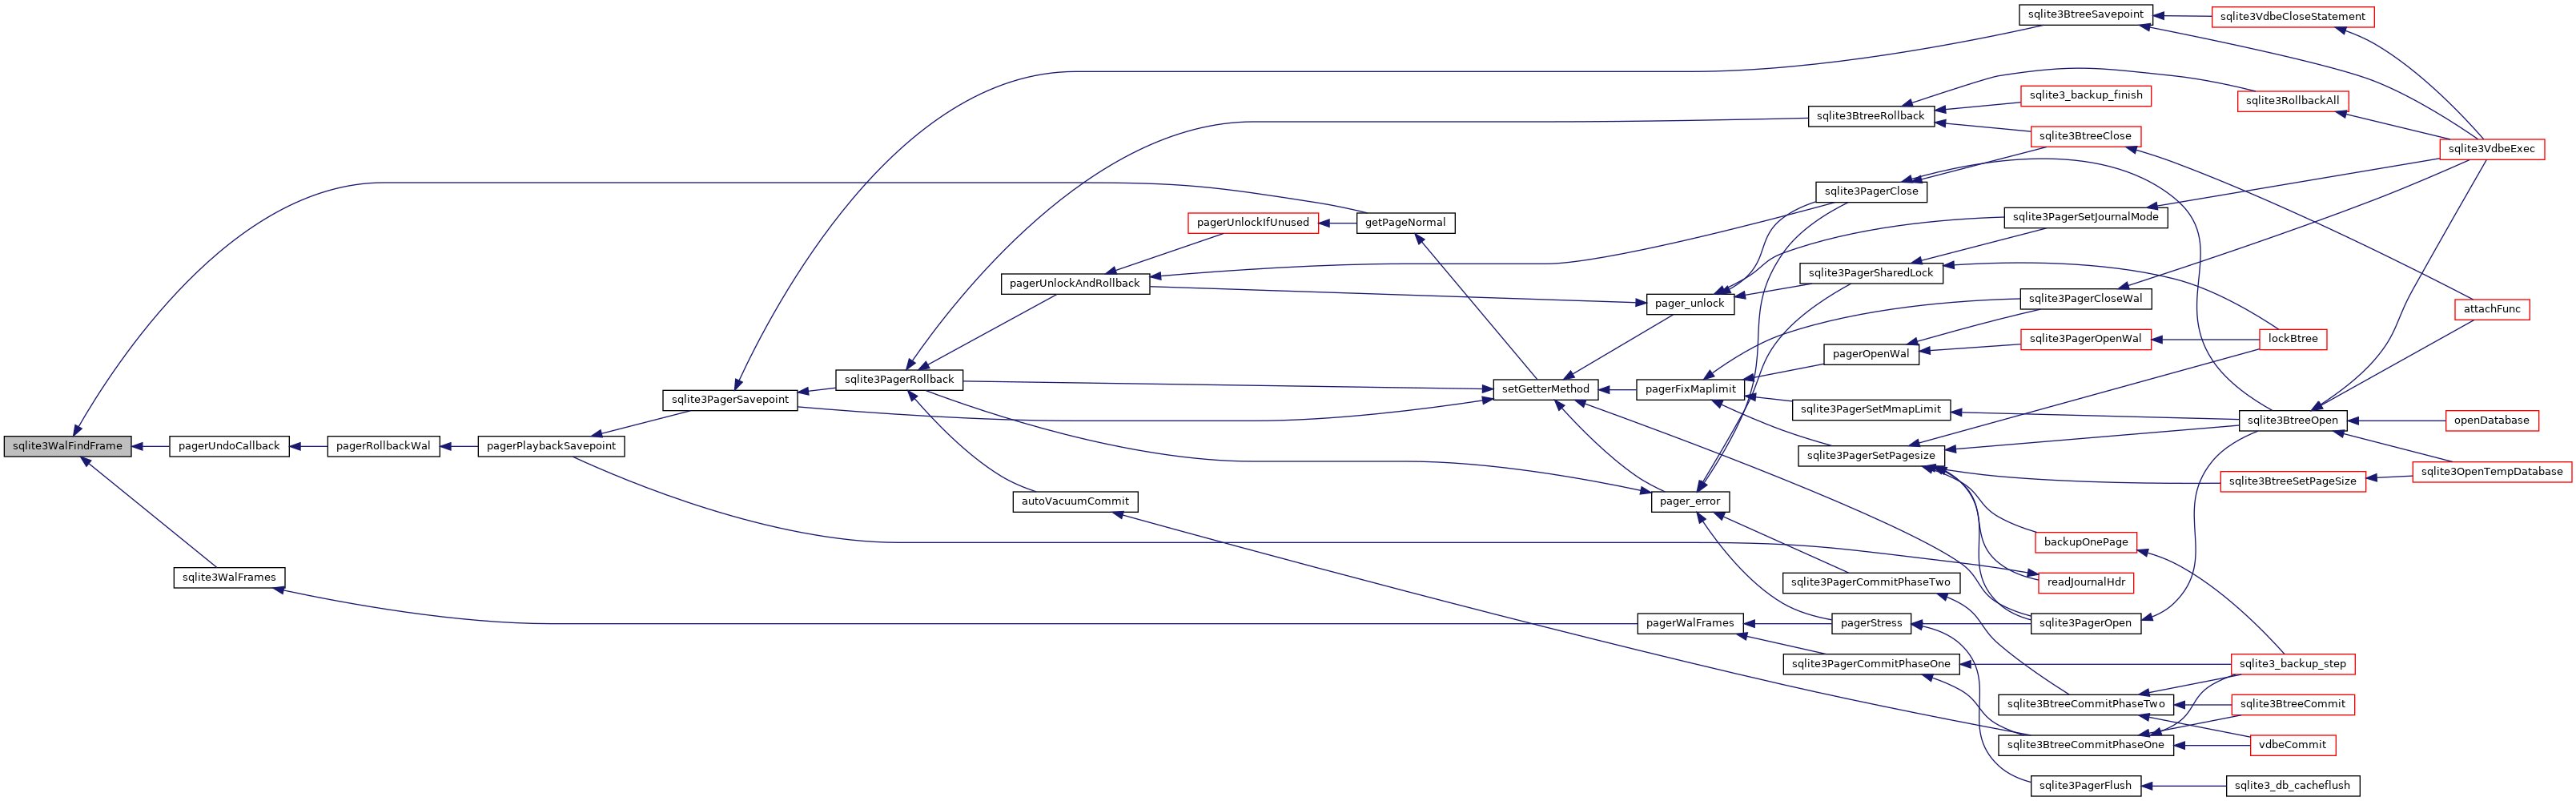 sqlite3BtreeSavepoint
sqlite3VdbeCloseStatement
sqlite3_backup_finish
sqlite3RollbackAll
sqlite3BtreeRollback
sqlite3BtreeClose
sqlite3VdbeExec
sqlite3PagerClose
sqlite3PagerSetJournalMode
pagerUnlockIfUnused
getPageNormal
sqlite3PagerSharedLock
pagerUnlockAndRollback
pager_unlock
sqlite3PagerCloseWal
attachFunc
sqlite3PagerOpenWal
lockBtree
pagerOpenWal
sqlite3PagerRollback
setGetterMethod
pagerFixMaplimit
sqlite3PagerSavepoint
sqlite3PagerSetMmapLimit
sqlite3BtreeOpen
openDatabase
sqlite3WalFindFrame
pagerUndoCallback
pagerRollbackWal
pagerPlaybackSavepoint
sqlite3PagerSetPagesize
sqlite3OpenTempDatabase
sqlite3BtreeSetPageSize
autoVacuumCommit
pager_error
backupOnePage
sqlite3WalFrames
sqlite3PagerCommitPhaseTwo
readJournalHdr
pagerWalFrames
pagerStress
sqlite3PagerOpen
sqlite3PagerCommitPhaseOne
sqlite3_backup_step
sqlite3BtreeCommitPhaseTwo
sqlite3BtreeCommit
sqlite3BtreeCommitPhaseOne
vdbeCommit
sqlite3PagerFlush
sqlite3_db_cacheflush